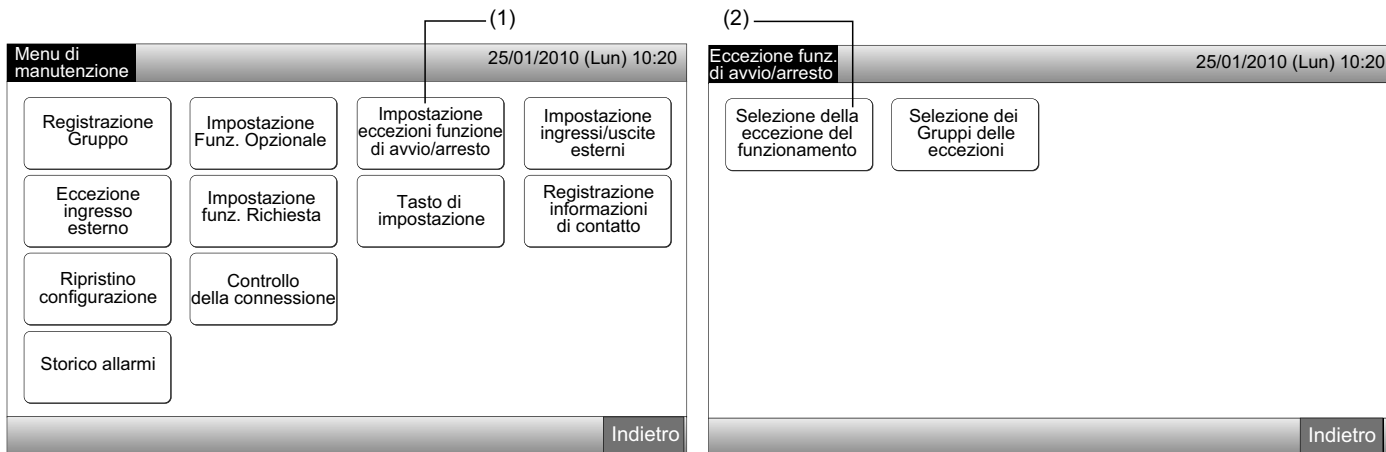 (1)
Menu di
manutenzione
25/01/2010 (Lun) 10:20
Registrazione
Gruppo
Impostazione
Funz. Opzionale
Impostazione
eccezioni funzione
di avvio/arresto
Impostazione
ingressi/uscite
esterni
Eccezione
ingresso
esterno
Impostazione
funz. Richiesta
Tasto di
impostazione
Registrazione
informazioni
di contatto
Ripristino
configurazione
Controllo
della connessione
Storico allarmi
Indietro
(2)
Eccezione funz.
di avvio/arresto
25/01/2010 (Lun) 10:20
Selezione della
eccezione del
funzionamento
Selezione dei
Gruppi delle
eccezioni
Indietro